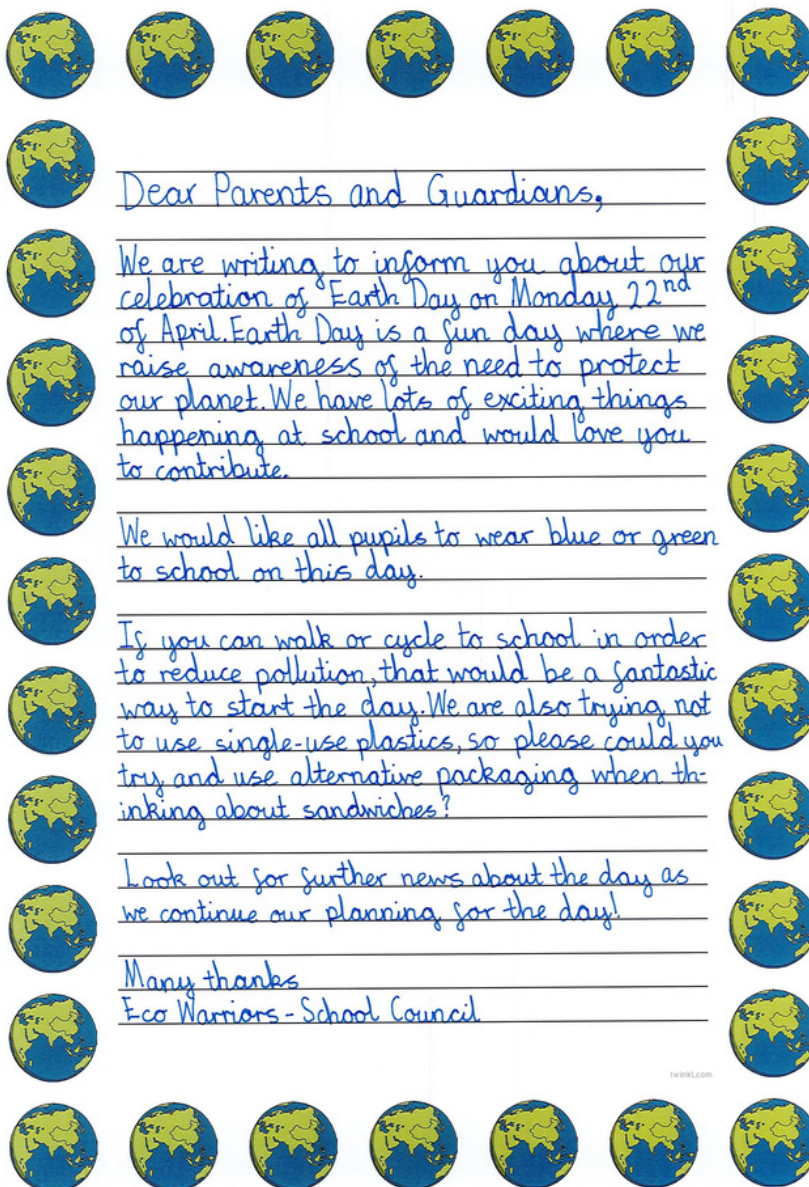 Dear Parents and Guardians,
We are writing to inform you about our
celebration of Earth Day on Monday 22nd
of April. Earth Day is a fun day where we
raise awareness of the need to protect
our planet. We have lots of exciting things
happening at school and would love you
to contribute.
We would like all pupils to wear blue or green
to school on this day.
If you can walk or cycle to school in order
to reduce pollution, that would be a fantastic
way to start the day. We are also trying not
to use single-use plastics, so please could you
try and use alternative packaging when th-
inking about sandwiches?
Look out for further news about the day as
we continue our planning for the day!
Many thanks
Eco Warriors - School Council
twinkl.com